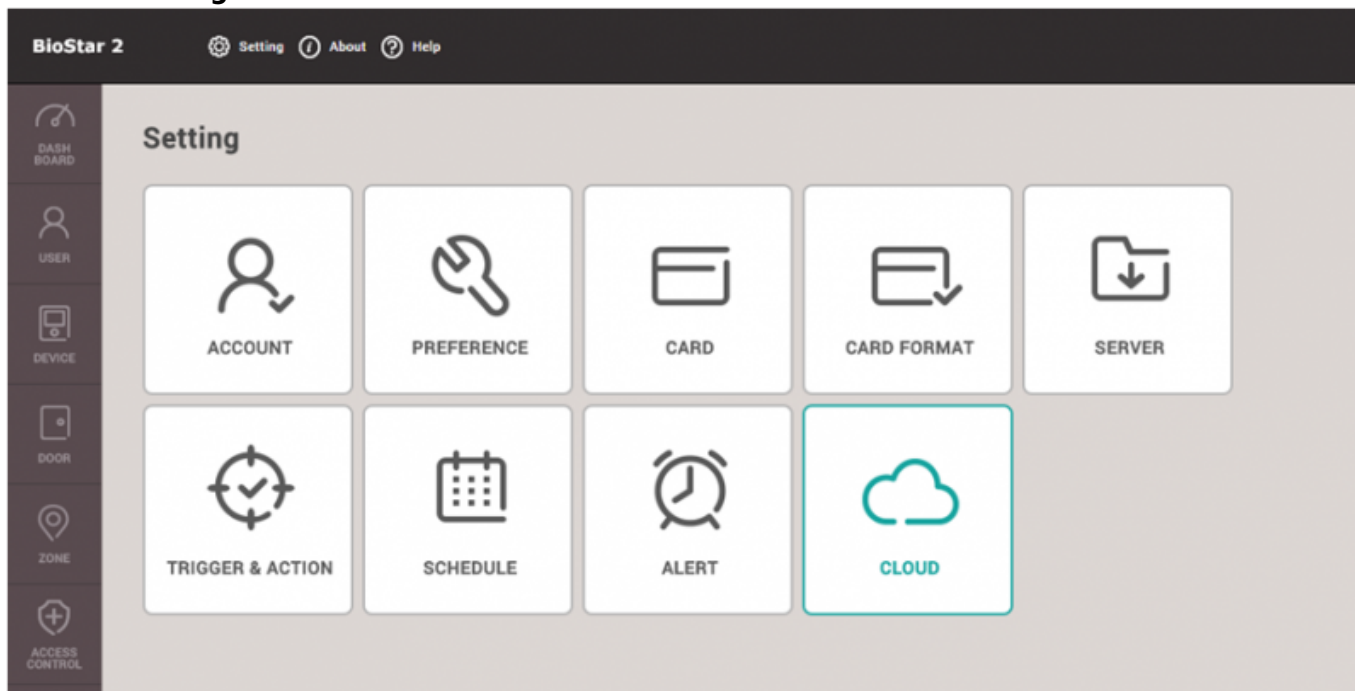 BioStar 2
Setting
About
Help
DASH
BOARD
USER
DEVICE
DOOR
ZONE
ACCESS
CONTROL
Setting
ACCOUNT
PREFERENCE
CARD
CARD FORMAT
SERVER
TRIGGER & ACTION
SCHEDULE
ALERT
CLOUD